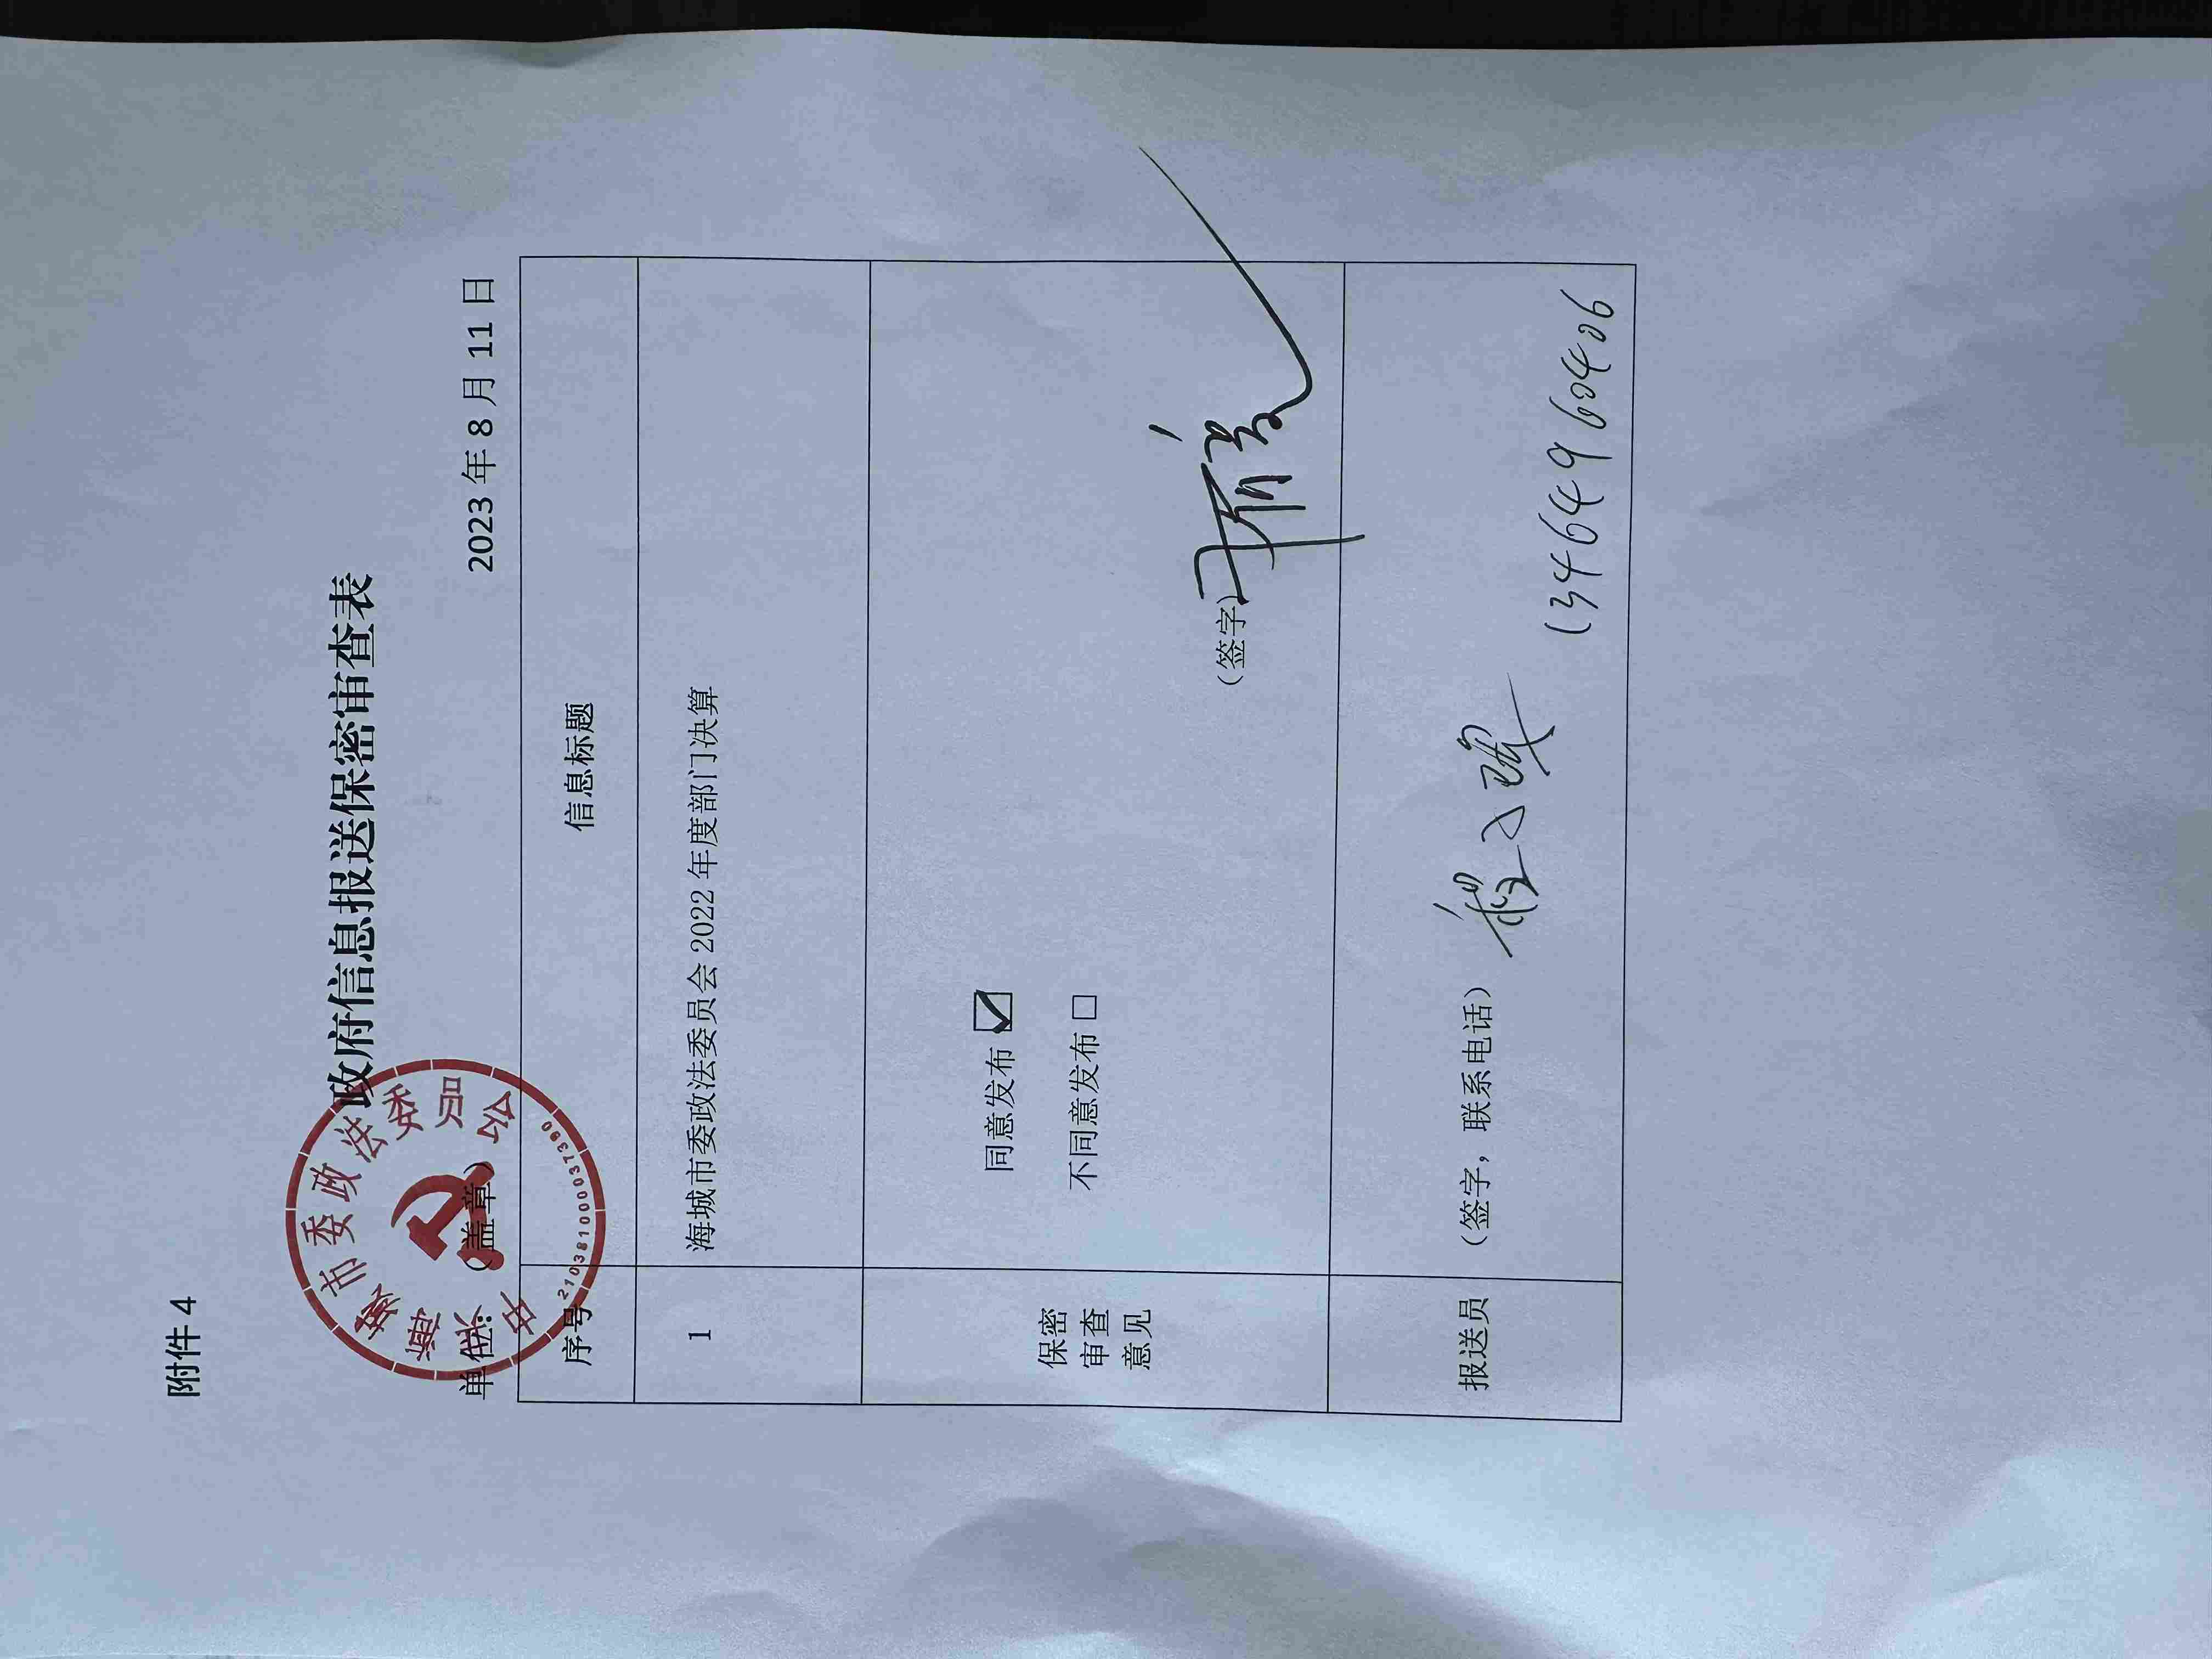 附件 4
政府信息报送保密审查表
单位：（盖章） 2023 年 8 月 11 日
中共海城市委政法委员会
2103810000037390
序号 信息标题
1 海城市委政法委员会 2022 年度部门决算
保密
审查
意见
同意发布☑
不同意发布□
（签字）
报送员 （签字，联系电话）